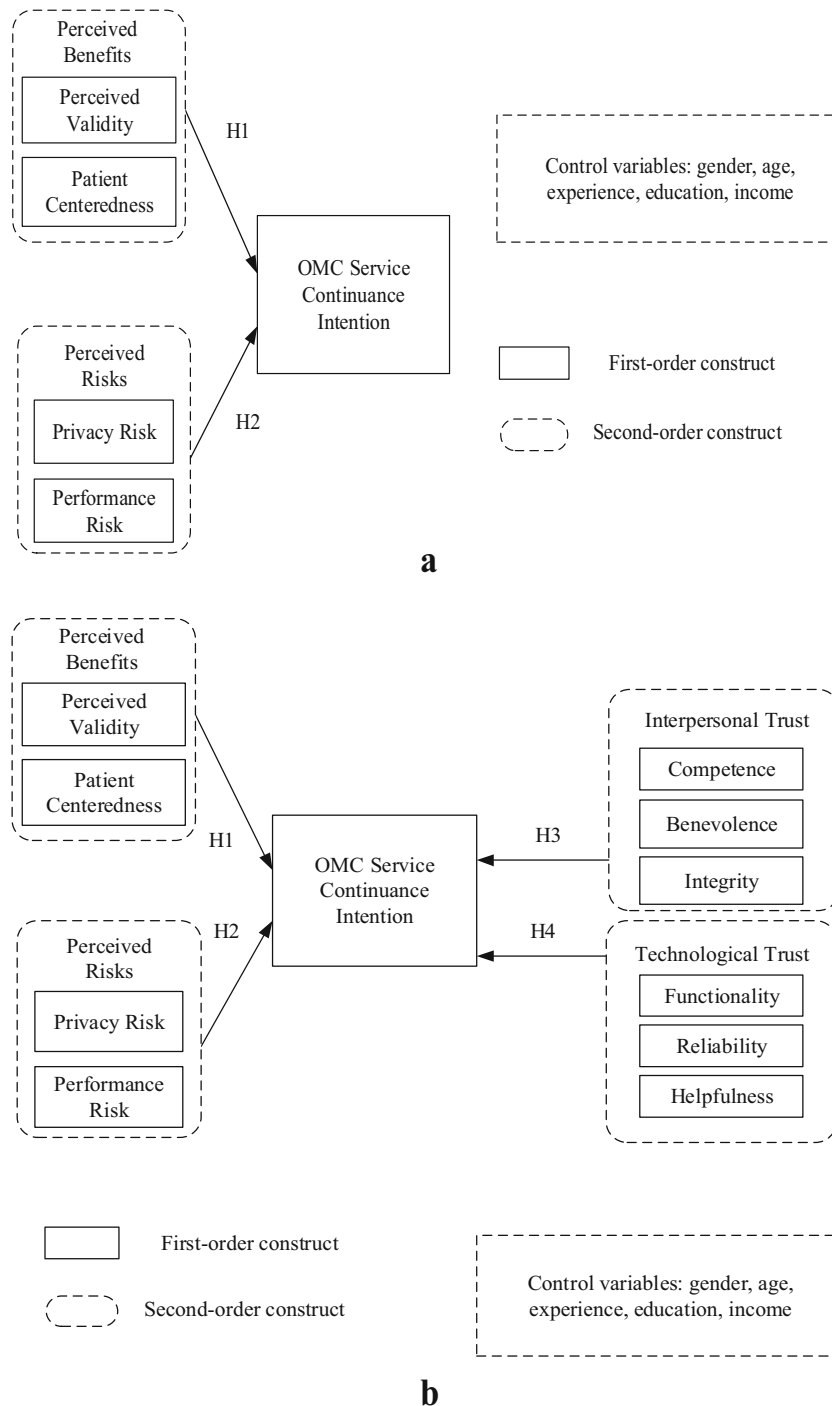 Perceived
Benefits
Perceived
Validity
Patient
Centeredness
H1
Control variables: gender, age,
experience, education, income
OMC Service
Continuance
Intention
Perceived
Risks
Privacy Risk
Performance
Risk
H2
First-order construct
Second-order construct
a
Perceived
Benefits
Perceived
Validity
Patient
Centeredness
H1
OMC Service
Continuance
Intention
Interpersonal Trust
Competence
Benevolence
Integrity
H3
Perceived
Risks
Privacy Risk
Performance
Risk
H2
H4
Technological Trust
Functionality
Reliability
Helpfulness
First-order construct
Second-order construct
Control variables: gender, age,
experience, education, income
b